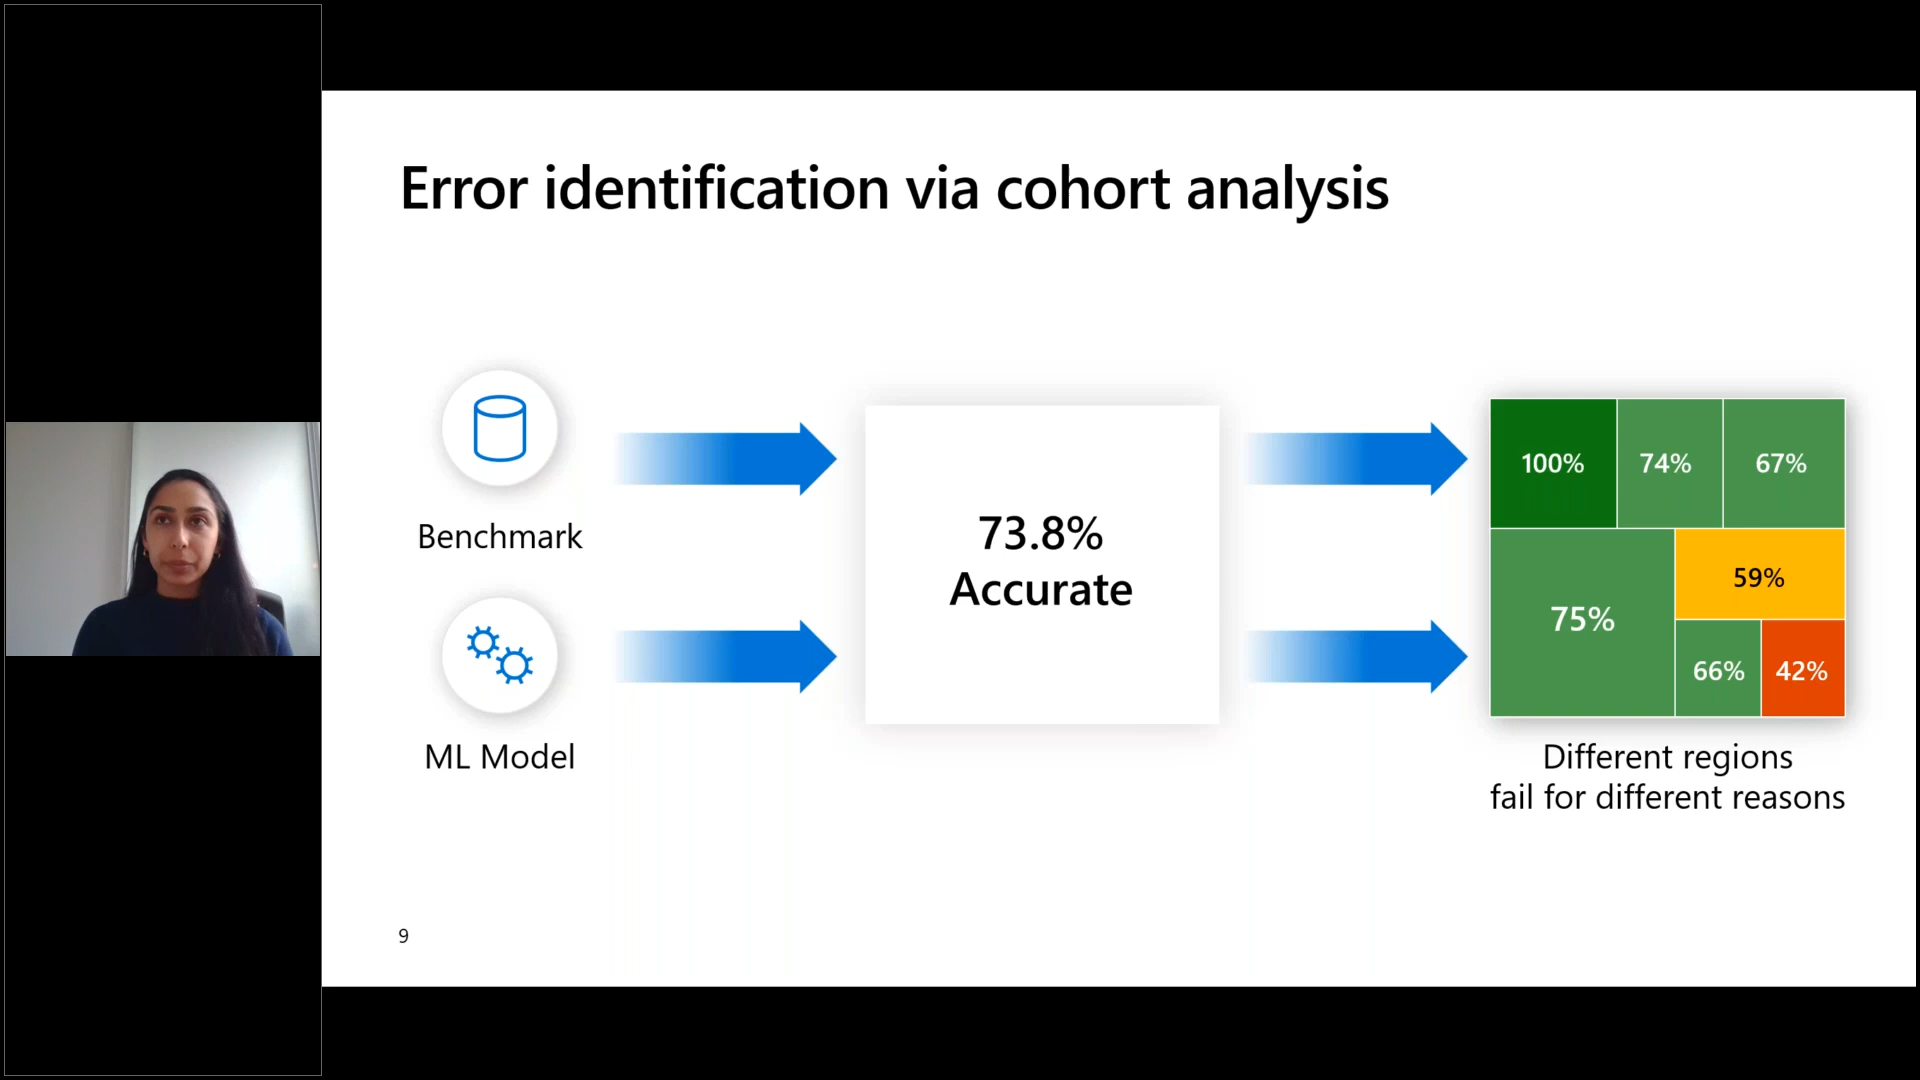 Error identification via cohort analysis
Benchmark
ML Model
73.8%
Accurate
100%
74%
67%
75%
59%
66%
42%
Different regions
fail for different reasons
9